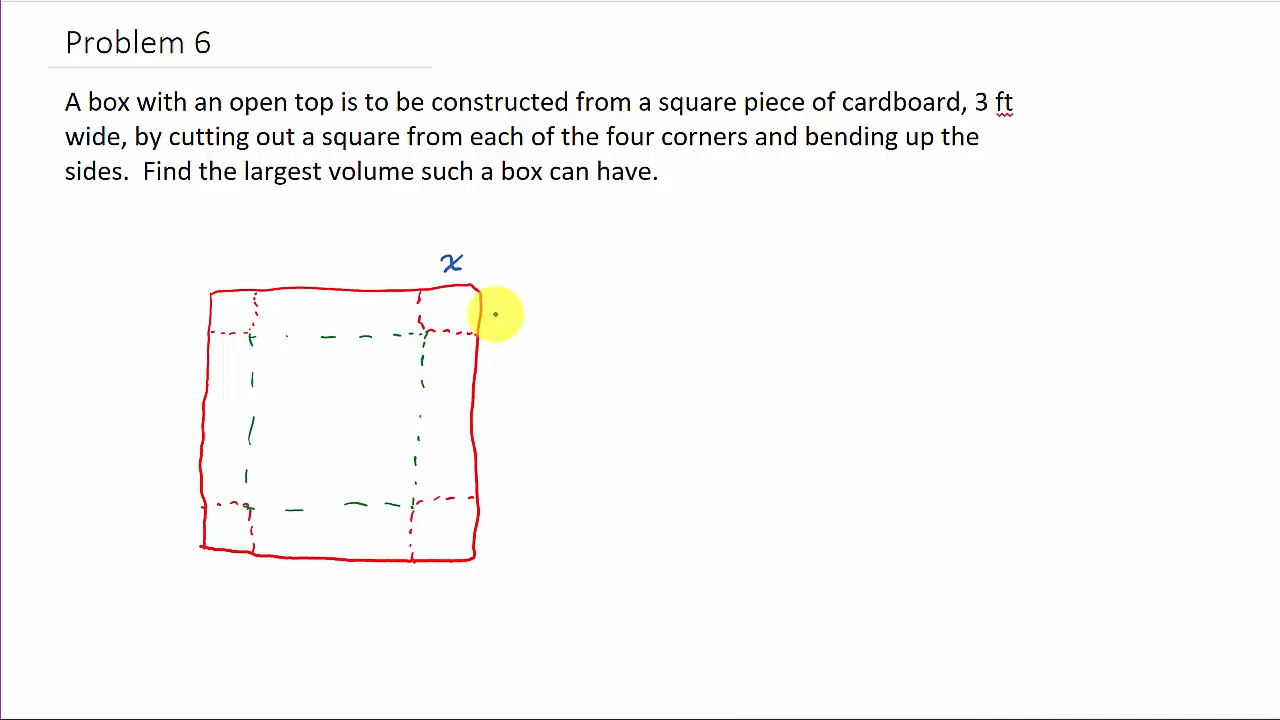 Problem 6
A box with an open top is to be constructed from a square piece of cardboard, 3 ft
wide, by cutting out a square from each of the four corners and bending up the
sides. Find the largest volume such a box can have.
x